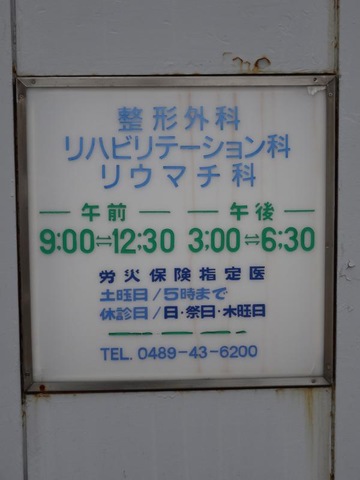 整形外科
リハビリテーション科
リウマチ科
午前 午後
9:00⇌12:30 3:00⇌6:30
労災保険指定医
土曜日/5時まで
休診日/日・祭日・木曜日
TEL. 0489-43-6200